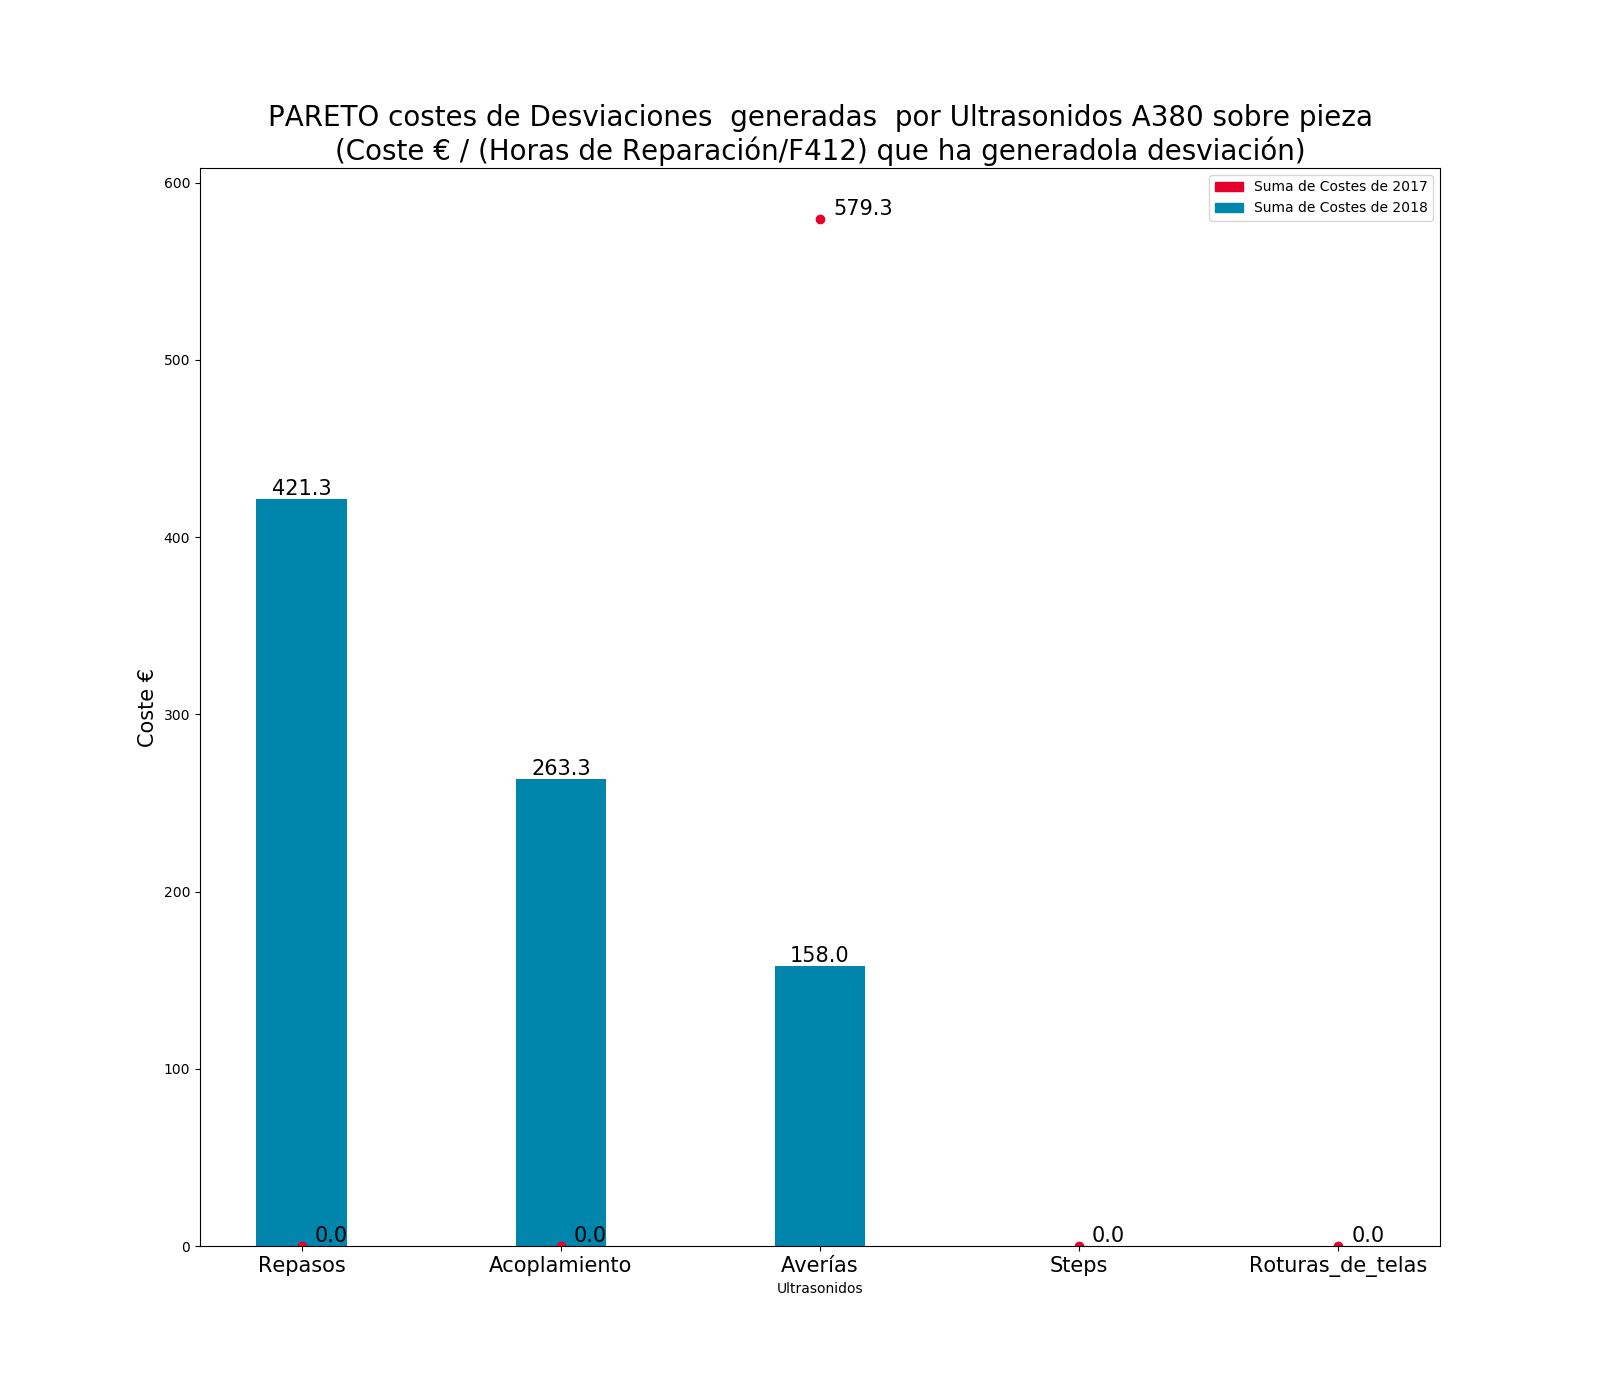 PARETO costes de Desviaciones  generadas  por Ultrasonidos A380 sobre pieza
(Coste € / (Horas de Reparación/F412) que ha generadola desviación)
Suma de Costes de 2017
Suma de Costes de 2018
600
500
400
300
200
100
0
Coste €
579.3
421.3
263.3
158.0
0.0
0.0
0.0
0.0
Repasos
Acoplamiento
Averías
Steps
Roturas_de_telas
Ultrasonidos